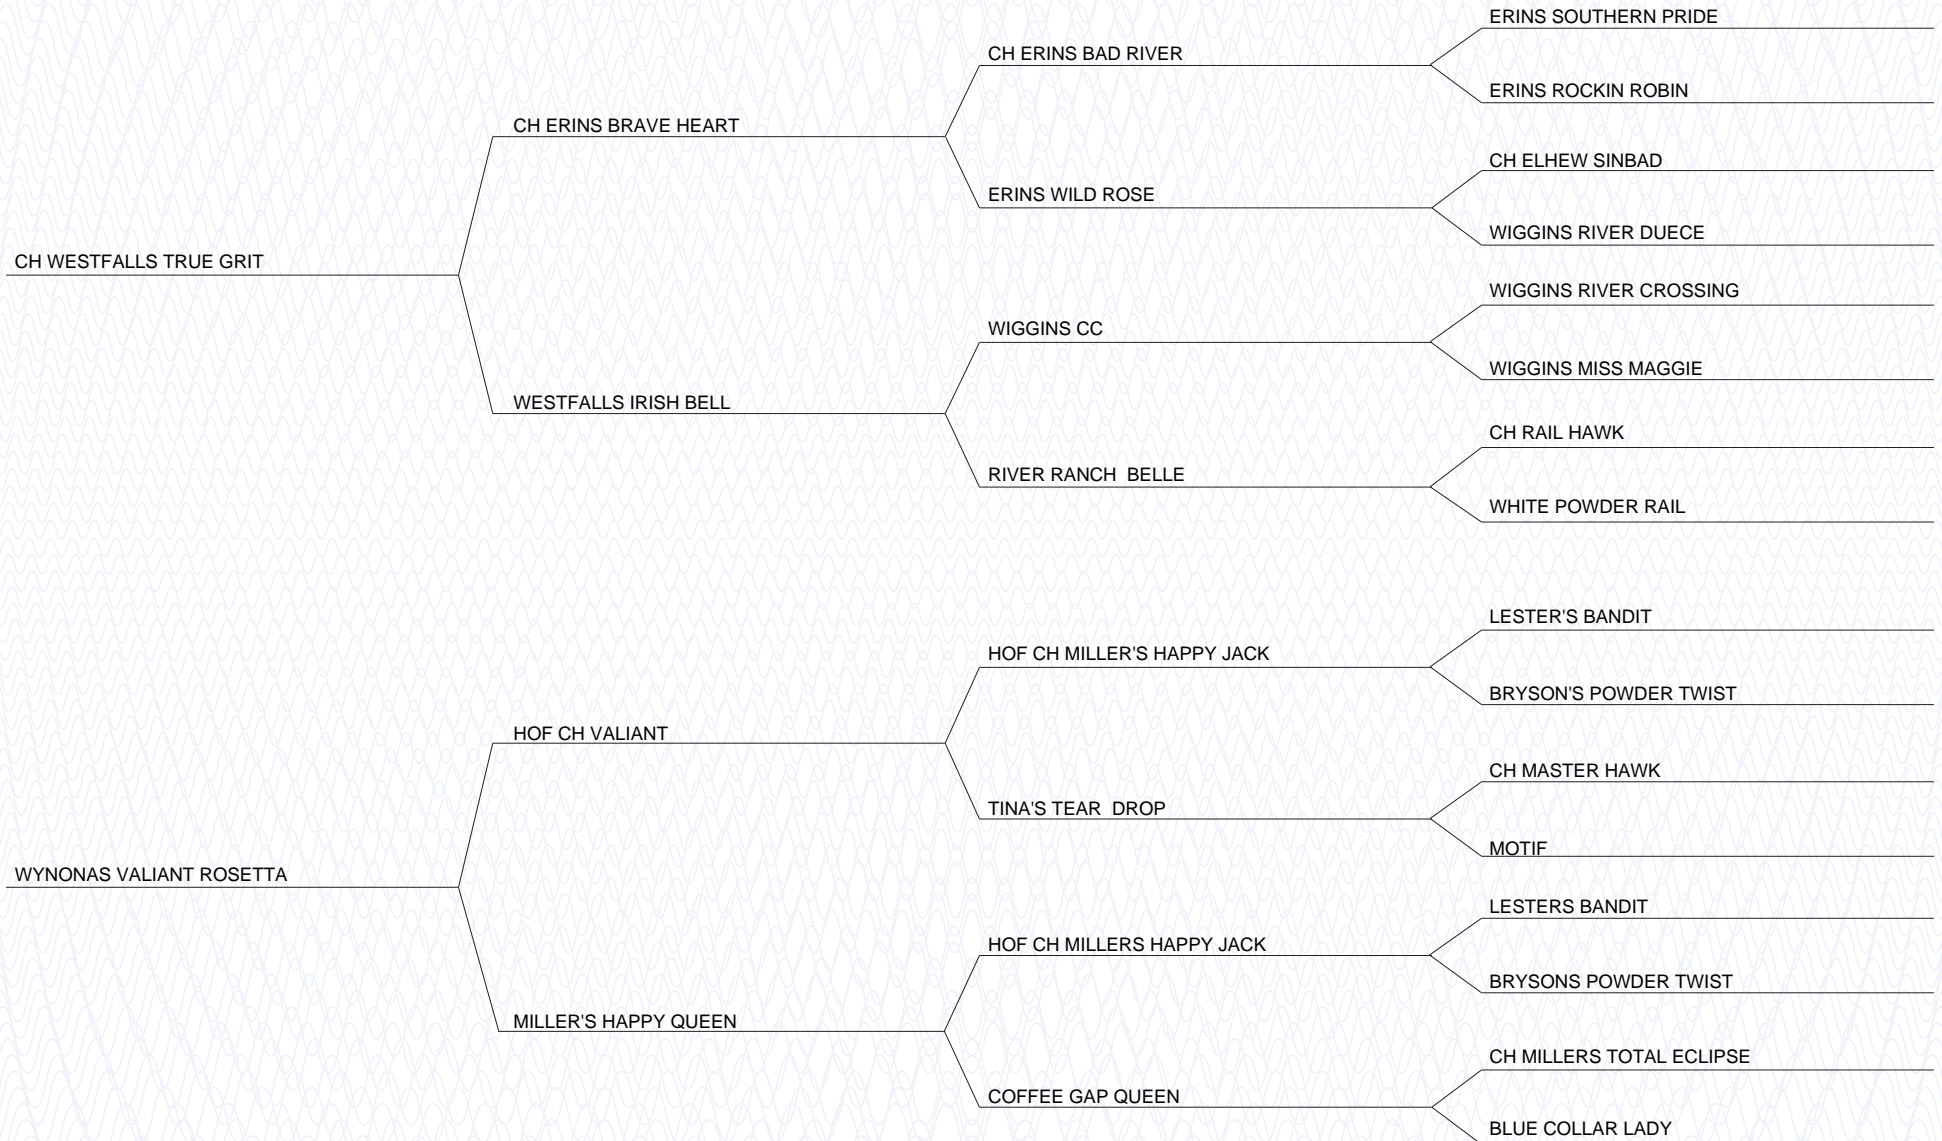 ERINS SOUTHERN PRIDE
CH ERINS BAD RIVER
ERINS ROCKIN ROBIN
CH ERINS BRAVE HEART
CH ELHEW SINBAD
ERINS WILD ROSE
WIGGINS RIVER DUECE
CH WESTFALLS TRUE GRIT
WIGGINS RIVER CROSSING
WIGGINS CC
WIGGINS MISS MAGGIE
WESTFALLS IRISH BELL
CH RAIL HAWK
RIVER RANCH  BELLE
WHITE POWDER RAIL
LESTER'S BANDIT
HOF CH MILLER'S HAPPY JACK
BRYSON'S POWDER TWIST
HOF CH VALIANT
CH MASTER HAWK
TINA'S TEAR  DROP
MOTIF
WYNONAS VALIANT ROSETTA
LESTERS BANDIT
HOF CH MILLERS HAPPY JACK
BRYSONS POWDER TWIST
MILLER'S HAPPY QUEEN
CH MILLERS TOTAL ECLIPSE
COFFEE GAP QUEEN
BLUE COLLAR LADY